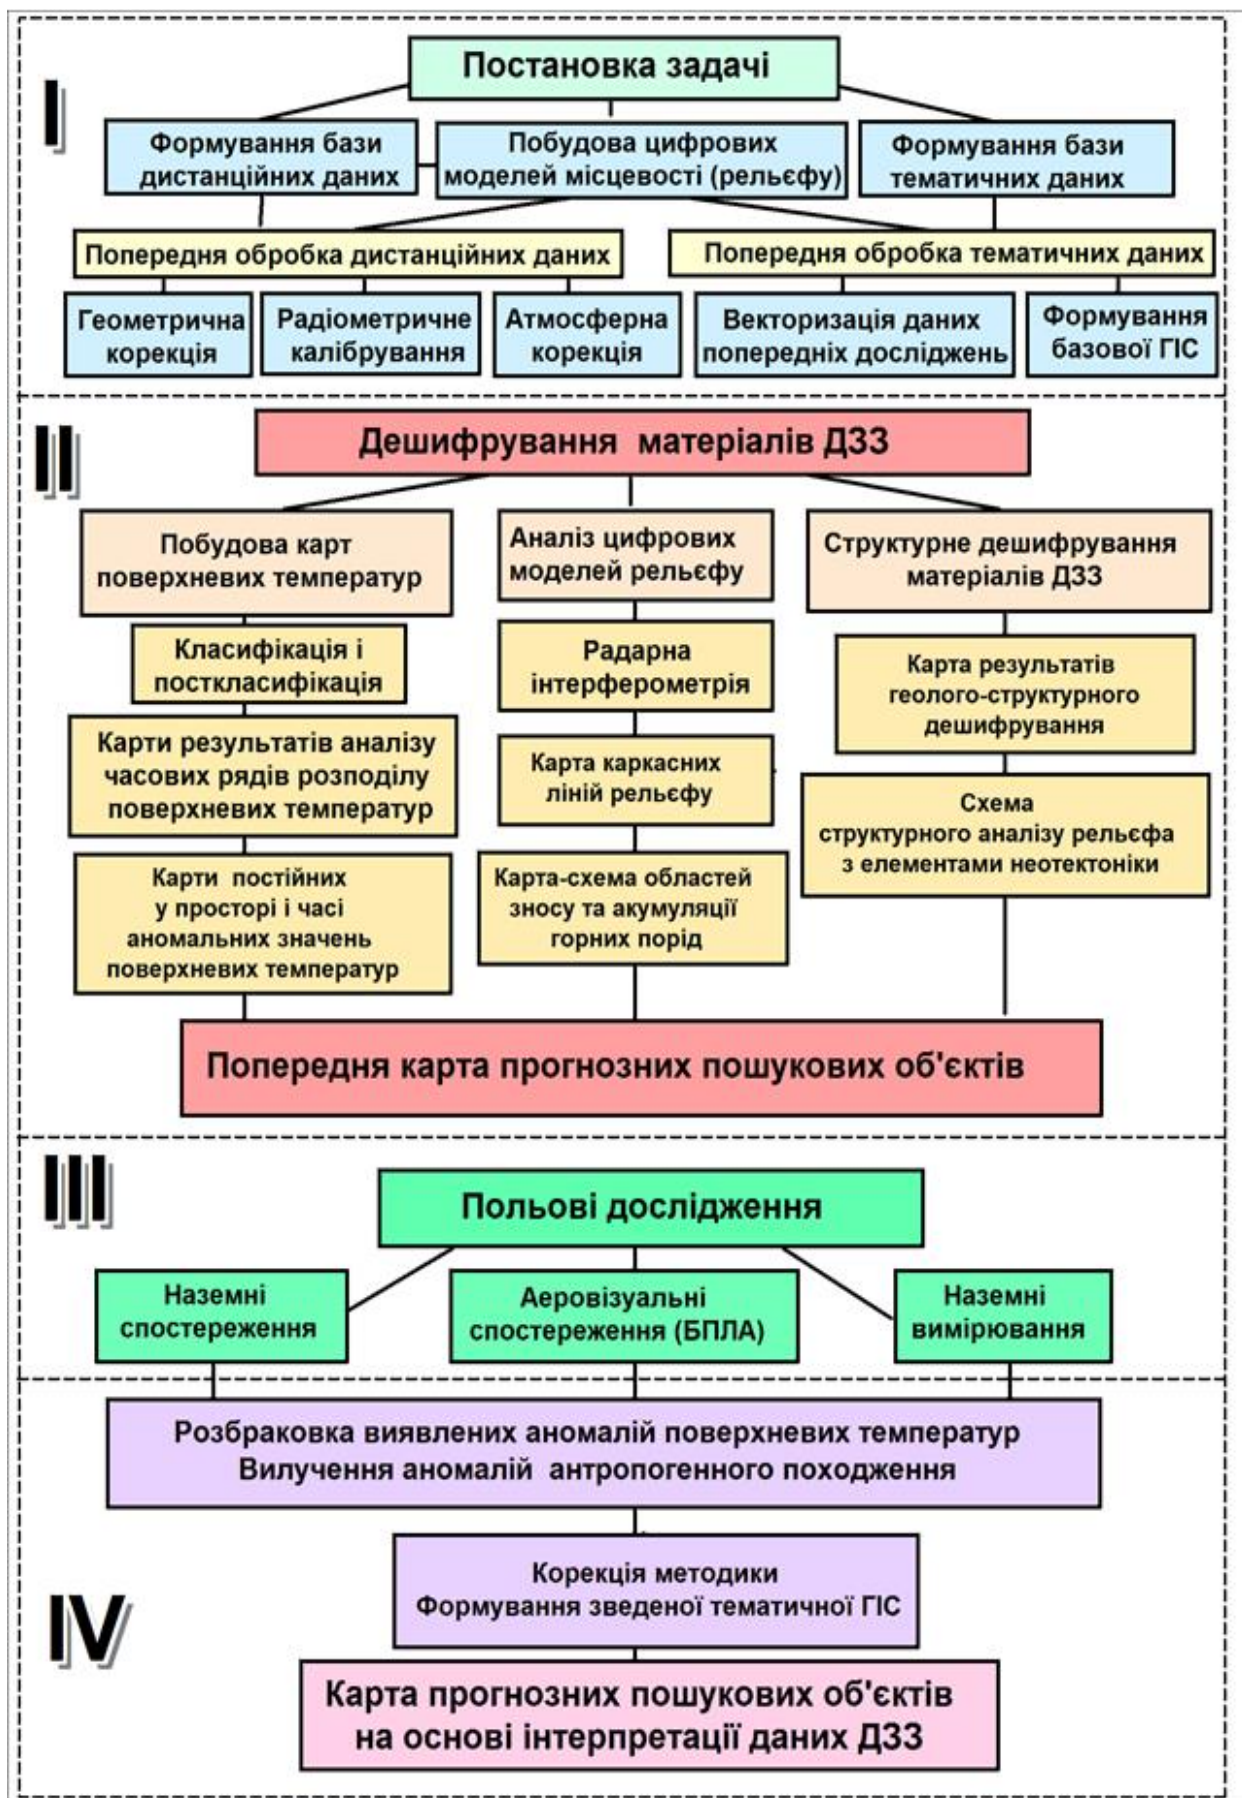 I
Постановка задачі
Формування бази
дистанційних даних
Побудова цифрових
моделей місцевості (рельєфу)
Формування бази
тематичних даних
Попередня обробка дистанційних даних
Попередня обробка тематичних даних
Геометрична
корекція
Радіометричне
калібрування
Атмосферна
корекція
Векторизація даних
попередніх досліджень
Формування
базової ГІС
II
Дешифрування матеріалів ДЗЗ
Побудова карт
поверхневих температур
Аналіз цифрових
моделей рельєфу
Структурне дешифрування
матеріалів ДЗЗ
Класифікація і
посткласифікація
Радарна
інтерферометрія
Карта результатів
геолого-структурного
дешифрування
Карти результатів аналізу
часових рядів розподілу
поверхневих температур
Карта каркасних
ліній рельєфу
Схема
структурного аналізу рельєфа
з елементами неотектоніки
Карти постійних
у просторі і часі
аномальних значень
поверхневих температур
Карта-схема областей
зносу та акумуляції
горних порід
Попередня карта прогнозних пошукових об'єктів
III
Польові дослідження
Наземні
спостереження
Аеровізуальні
спостереження (БПЛА)
Наземні
вимірювання
Розбраковка виявлених аномалій поверхневих температур
Вилучення аномалій антропогенного походження
IV
Корекція методики
Формування зведеної тематичної ГІС
Карта прогнозних пошукових об'єктів
на основі інтерпретації даних ДЗЗ